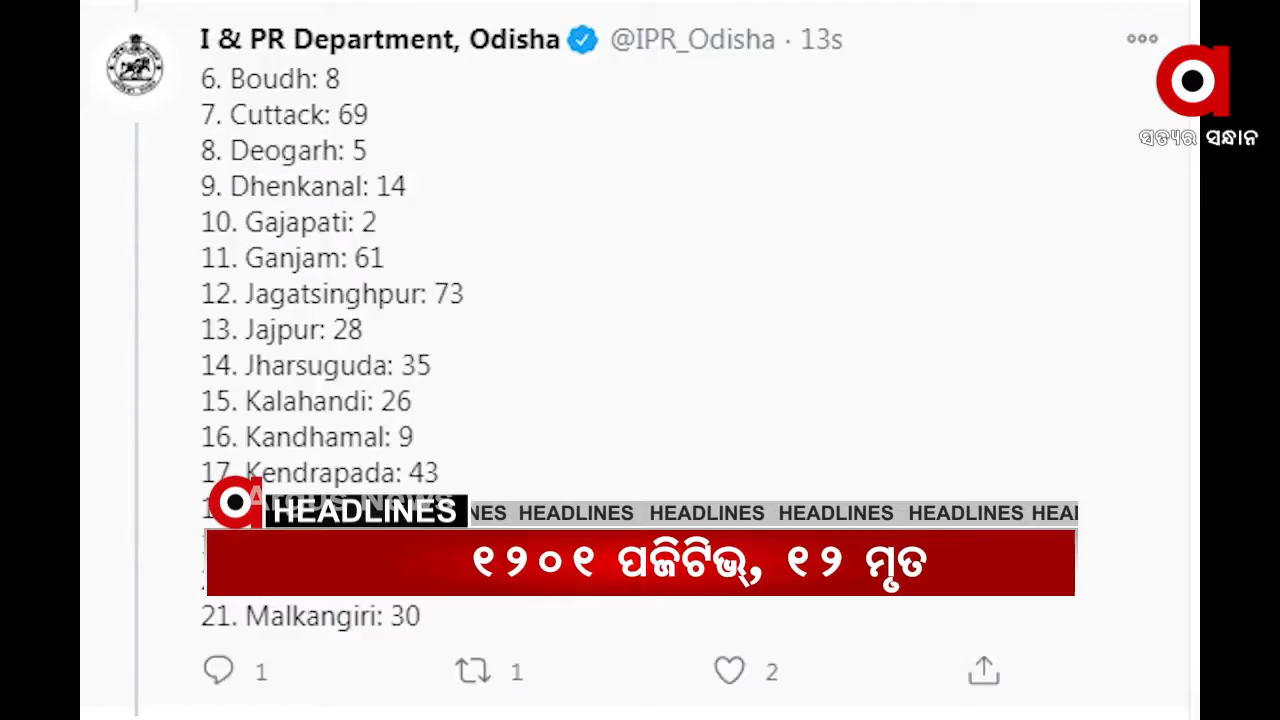 I & PR Department, Odisha @IPR_Odisha · 13s
6. Boudh: 8
7. Cuttack: 69
8. Deogarh: 5
9. Dhenkanal: 14
10. Gajapati: 2
11. Ganjam: 61
12. Jagatsinghpur: 73
13. Jajpur: 28
14. Jharsuguda: 35
15. Kalahandi: 26
16. Kandhamal: 9
17. Kendrapada: 43
ସତ୍ୟର ସନ୍ଧାନ
HEADLINES NES HEADLINES HEADLINES HEADLINES HEADLINES HEAI
୧୨୦୧ ପଜିଟିଭ୍, ୧୨ ମୃତ
21. Malkangiri: 30
1 1 2